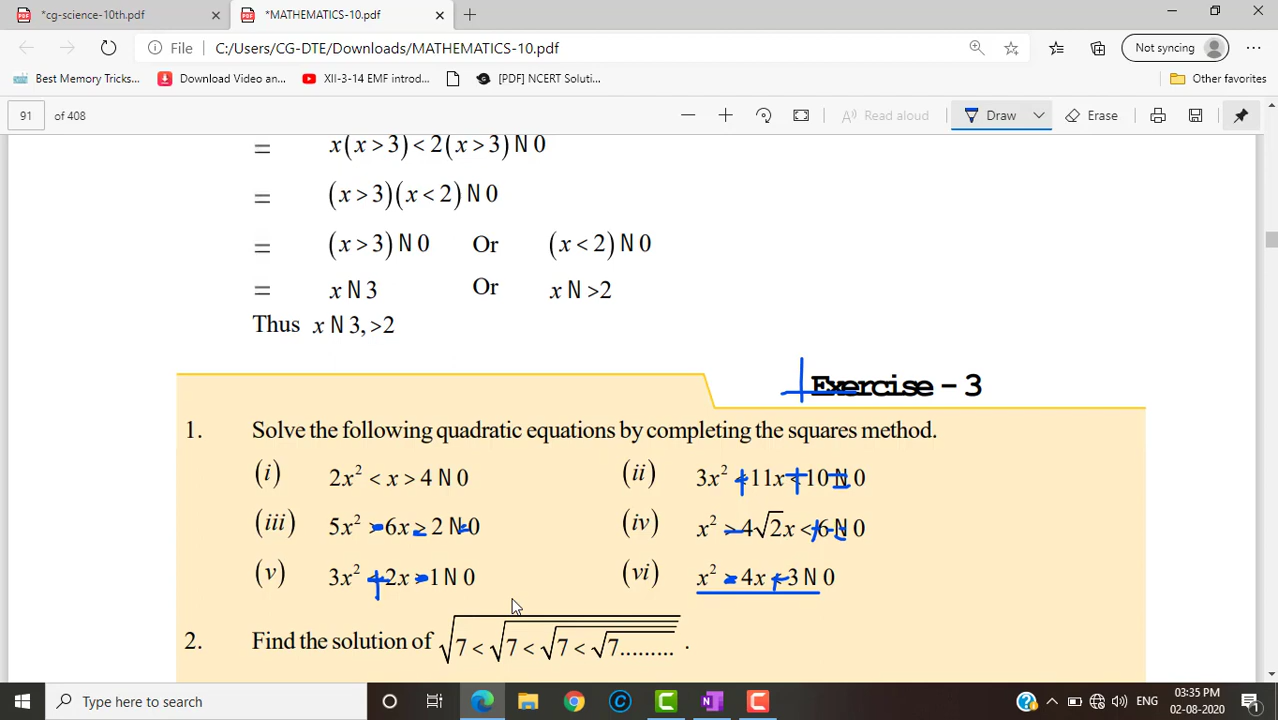 *cg-science-10th.pdf
*MATHEMATICS-10.pdf
File C:/Users/CG-DTE/Downloads/MATHEMATICS-10.pdf
Not syncing
Best Memory Tricks...
Download Video an...
XII-3-14 EMF introd...
[PDF] NCERT Soluti...
Other favorites
91 of 408
Read aloud
Draw
Erase
= x(x > 3) < 2(x > 3) N 0
= (x > 3)(x < 2) N 0
= (x > 3) N 0 Or (x < 2) N 0
= x N 3 Or x N >2
Thus x N 3, >2
Exercise - 3
1. Solve the following quadratic equations by completing the squares method.
(i) 2x² < x > 4 N 0 (ii) 3x² + 11x + 10 = 0
(iii) 5x² - 6x - 2 = 0 (iv) x² - 4√2x + 6 = 0
(v) 3x² + 2x - 1 N 0 (vi) x² - 4x + 3 N 0
2. Find the solution of √7 < √7 < √7 < √7......... .
Type here to search
ENG
03:35 PM
02-08-2020
1